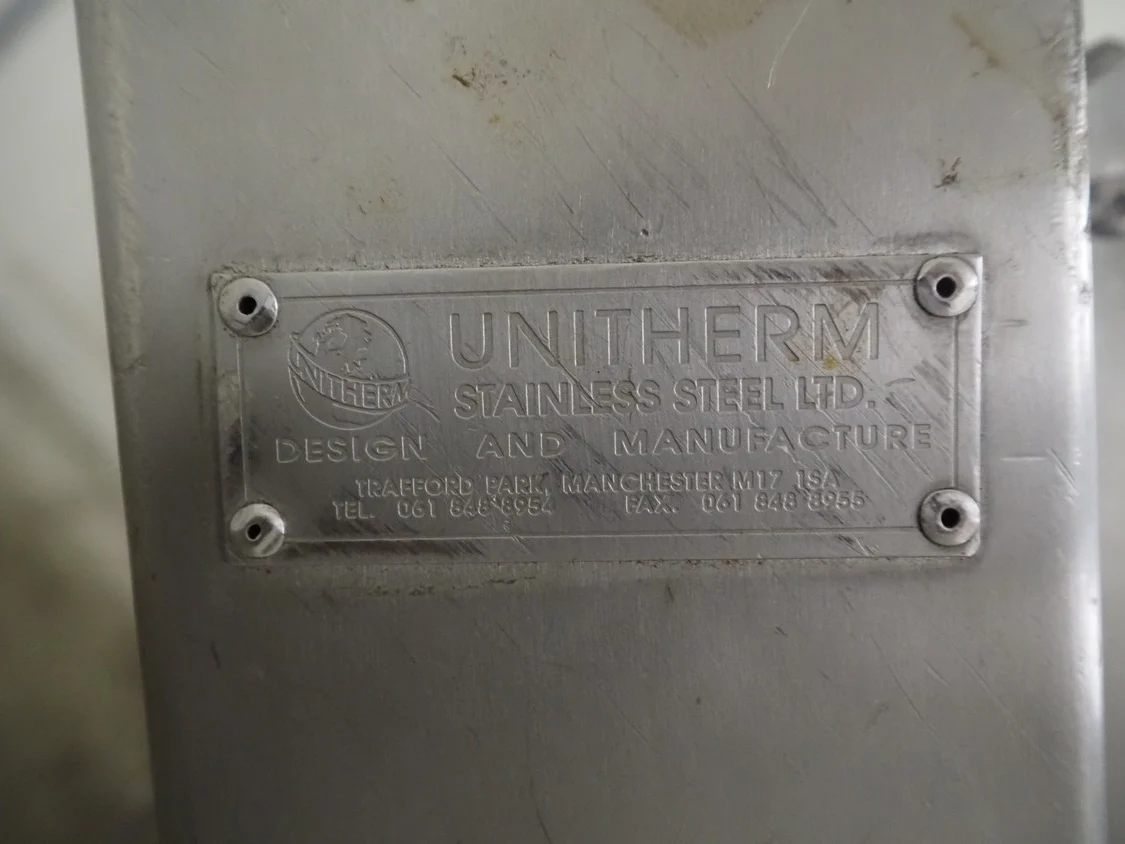 UNITHERM
UNITHERM
STAINLESS STEEL LTD.
DESIGN AND MANUFACTURE
TRAFFORD PARK, MANCHESTER M17 1SA
TEL. 061 848 8954 FAX. 061 848 8955